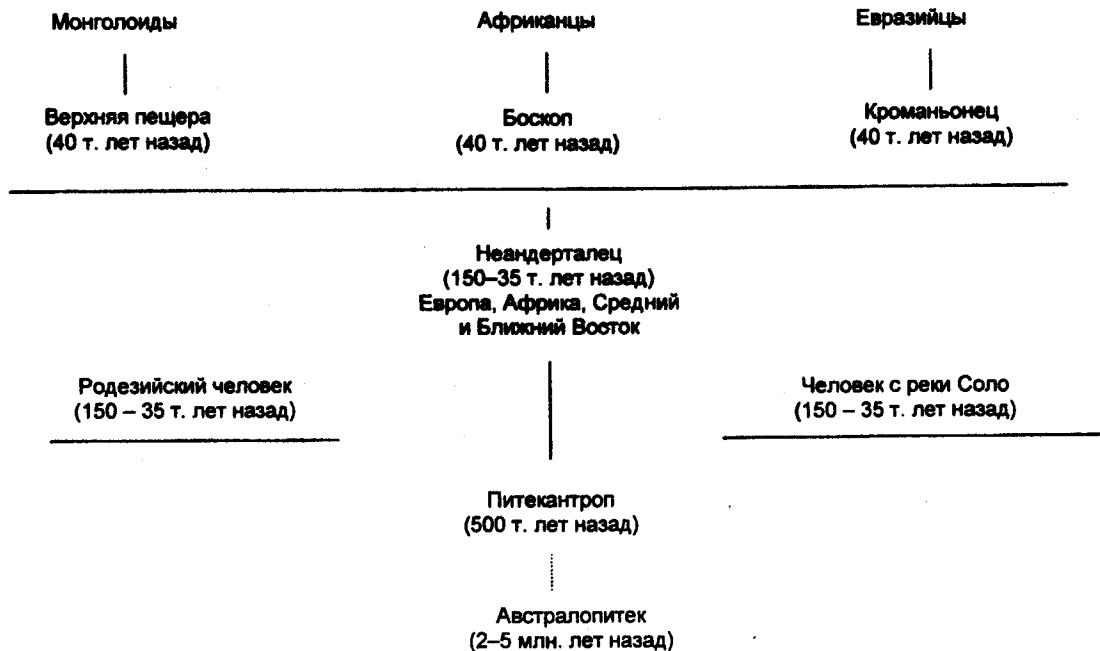 Монголоиды
Африканцы
Евразийцы
Верхняя пещера
(40 т. лет назад)
Боскоп
(40 т. лет назад)
Кроманьонец
(40 т. лет назад)
Неандерталец
(150–35 т. лет назад)
Европа, Африка, Средний
и Ближний Восток
Родезийский человек
(150 – 35 т. лет назад)
Человек с реки Соло
(150 – 35 т. лет назад)
Питекантроп
(500 т. лет назад)
Австралопитек
(2–5 млн. лет назад)